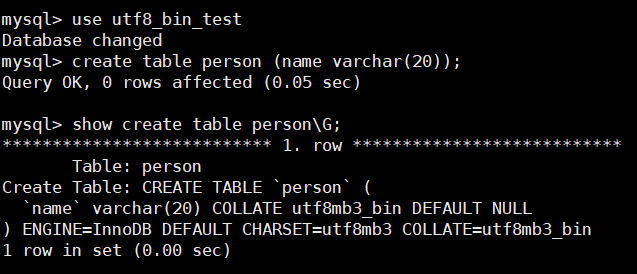 mysql> use utf8_bin_test
Database changed
mysql> create table person (name varchar(20));
Query OK, 0 rows affected (0.05 sec)
mysql> show create table person\G;
*************************** 1. row ***************************
Table: person
Create Table: CREATE TABLE `person` (
`name` varchar(20) COLLATE utf8mb3_bin DEFAULT NULL
) ENGINE=InnoDB DEFAULT CHARSET=utf8mb3 COLLATE=utf8mb3_bin
1 row in set (0.00 sec)